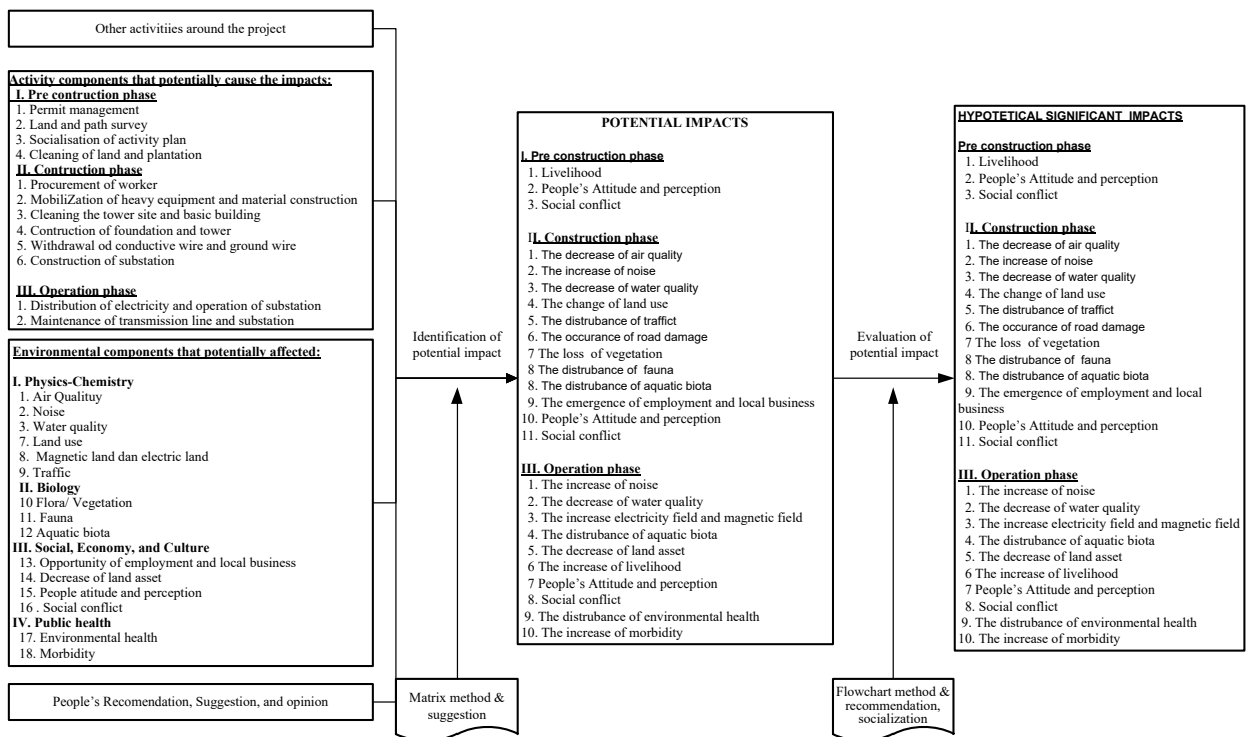 Other activitiies around the project
Activity components that potentially cause the impacts:
I. Pre contruction phase
1. Permit management
2. Land and path survey
3. Socialisation of activity plan
4. Cleaning of land and plantation
II. Contruction phase
1. Procurement of worker
2. MobiliZation of heavy equipment and material construction
3. Cleaning the tower site and basic building
4. Contruction of foundation and tower
5. Withdrawal od conductive wire and ground wire
6. Construction of substation
III. Operation phase
1. Distribution of electricity and operation of substation
2. Maintenance of transmission line and substation
Environmental components that potentially affected:
I. Physics-Chemistry
1. Air Qualituy
2. Noise
3. Water quality
7. Land use
8. Magnetic land dan electric land
9. Traffic
II. Biology
10 Flora/ Vegetation
11. Fauna
12 Aquatic biota
III. Social, Economy, and Culture
13. Opportunity of employment and local business
14. Decrease of land asset
15. People atitude and perception
16 . Social conflict
IV. Public health
17. Environmental health
18. Morbidity
People's Recomendation, Suggestion, and opinion
Identification of
potential impact
Matrix method &
suggestion
POTENTIAL IMPACTS
I. Pre construction phase
1. Livelihood
2. People's Attitude and perception
3. Social conflict
II. Construction phase
1. The decrease of air quality
2. The increase of noise
3. The decrease of water quality
4. The change of land use
5. The distrubance of traffict
6. The occurance of road damage
7 The loss of vegetation
8 The distrubance of fauna
8. The distrubance of aquatic biota
9. The emergence of employment and local business
10. People's Attitude and perception
11. Social conflict
III. Operation phase
1. The increase of noise
2. The decrease of water quality
3. The increase electricity field and magnetic field
4. The distrubance of aquatic biota
5. The decrease of land asset
6 The increase of livelihood
7 People's Attitude and perception
8. Social conflict
9. The distrubance of environmental health
10. The increase of morbidity
Evaluation of
potential impact
Flowchart method &
recommendation,
socialization
HYPOTETICAL SIGNIFICANT IMPACTS
Pre construction phase
1. Livelihood
2. People's Attitude and perception
3. Social conflict
II. Construction phase
1. The decrease of air quality
2. The increase of noise
3. The decrease of water quality
4. The change of land use
5. The distrubance of traffict
6. The occurance of road damage
7 The loss of vegetation
8 The distrubance of fauna
8. The distrubance of aquatic biota
9. The emergence of employment and local
business
10. People's Attitude and perception
11. Social conflict
III. Operation phase
1. The increase of noise
2. The decrease of water quality
3. The increase electricity field and magnetic field
4. The distrubance of aquatic biota
5. The decrease of land asset
6 The increase of livelihood
7 People's Attitude and perception
8. Social conflict
9. The distrubance of environmental health
10. The increase of morbidity